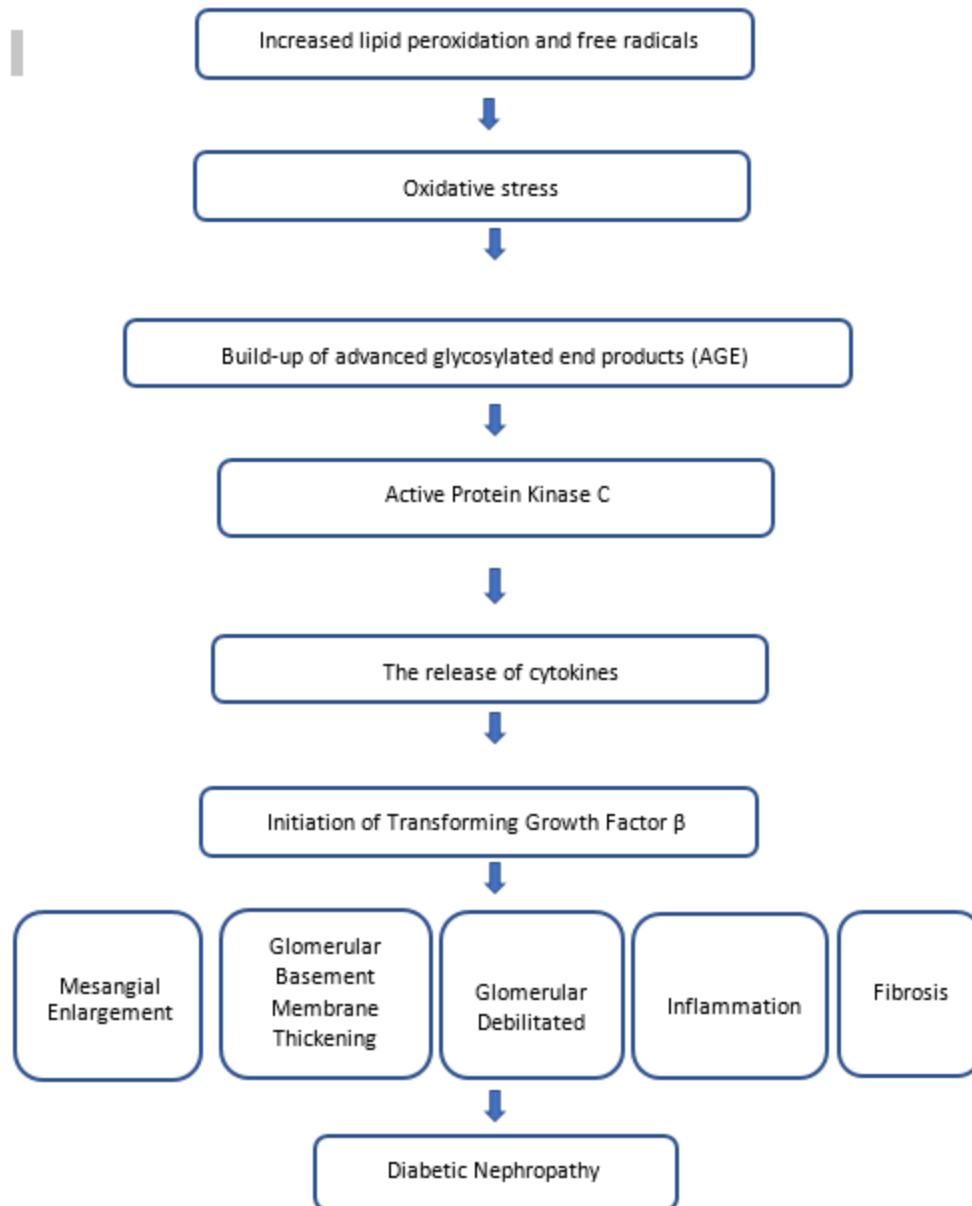 Increased lipid peroxidation and free radicals
Oxidative stress
Build-up of advanced glycosylated end products (AGE)
Active Protein Kinase C
The release of cytokines
Initiation of Transforming Growth Factor β
Mesangial
Enlargement
Glomerular
Basement
Membrane
Thickening
Glomerular
Debilitated
Inflammation
Fibrosis
Diabetic Nephropathy